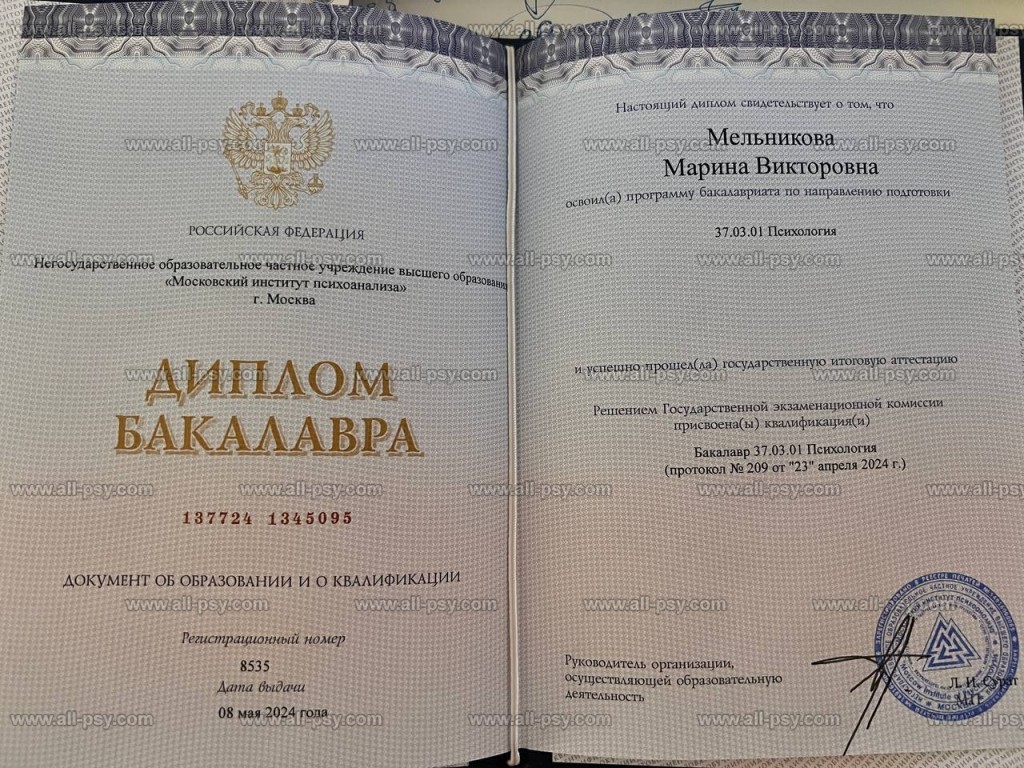 РОССИЙСКАЯ ФЕДЕРАЦИЯ
Негосударственное образовательное частное учреждение высшего образования
«Московский институт психоанализа»
г. Москва
ДИПЛОМ
БАКАЛАВРА
137724 1345095
ДОКУМЕНТ ОБ ОБРАЗОВАНИИ И О КВАЛИФИКАЦИИ
Регистрационный номер
8535
Дата выдачи
08 мая 2024 года
Настоящий диплом свидетельствует о том, что
Мельникова
Марина Викторовна
освоил(а) программу бакалавриата по направлению подготовки
37.03.01 Психология
и успешно прошел(ла) государственную итоговую аттестацию
Решением Государственной экзаменационной комиссии
присвоена(ы) квалификация(и)
Бакалавр 37.03.01 Психология
(протокол № 209 от "23" апреля 2024 г.)
Руководитель организации,
осуществляющей образовательную
деятельность
Л. И. Сурат
www.all-psy.com